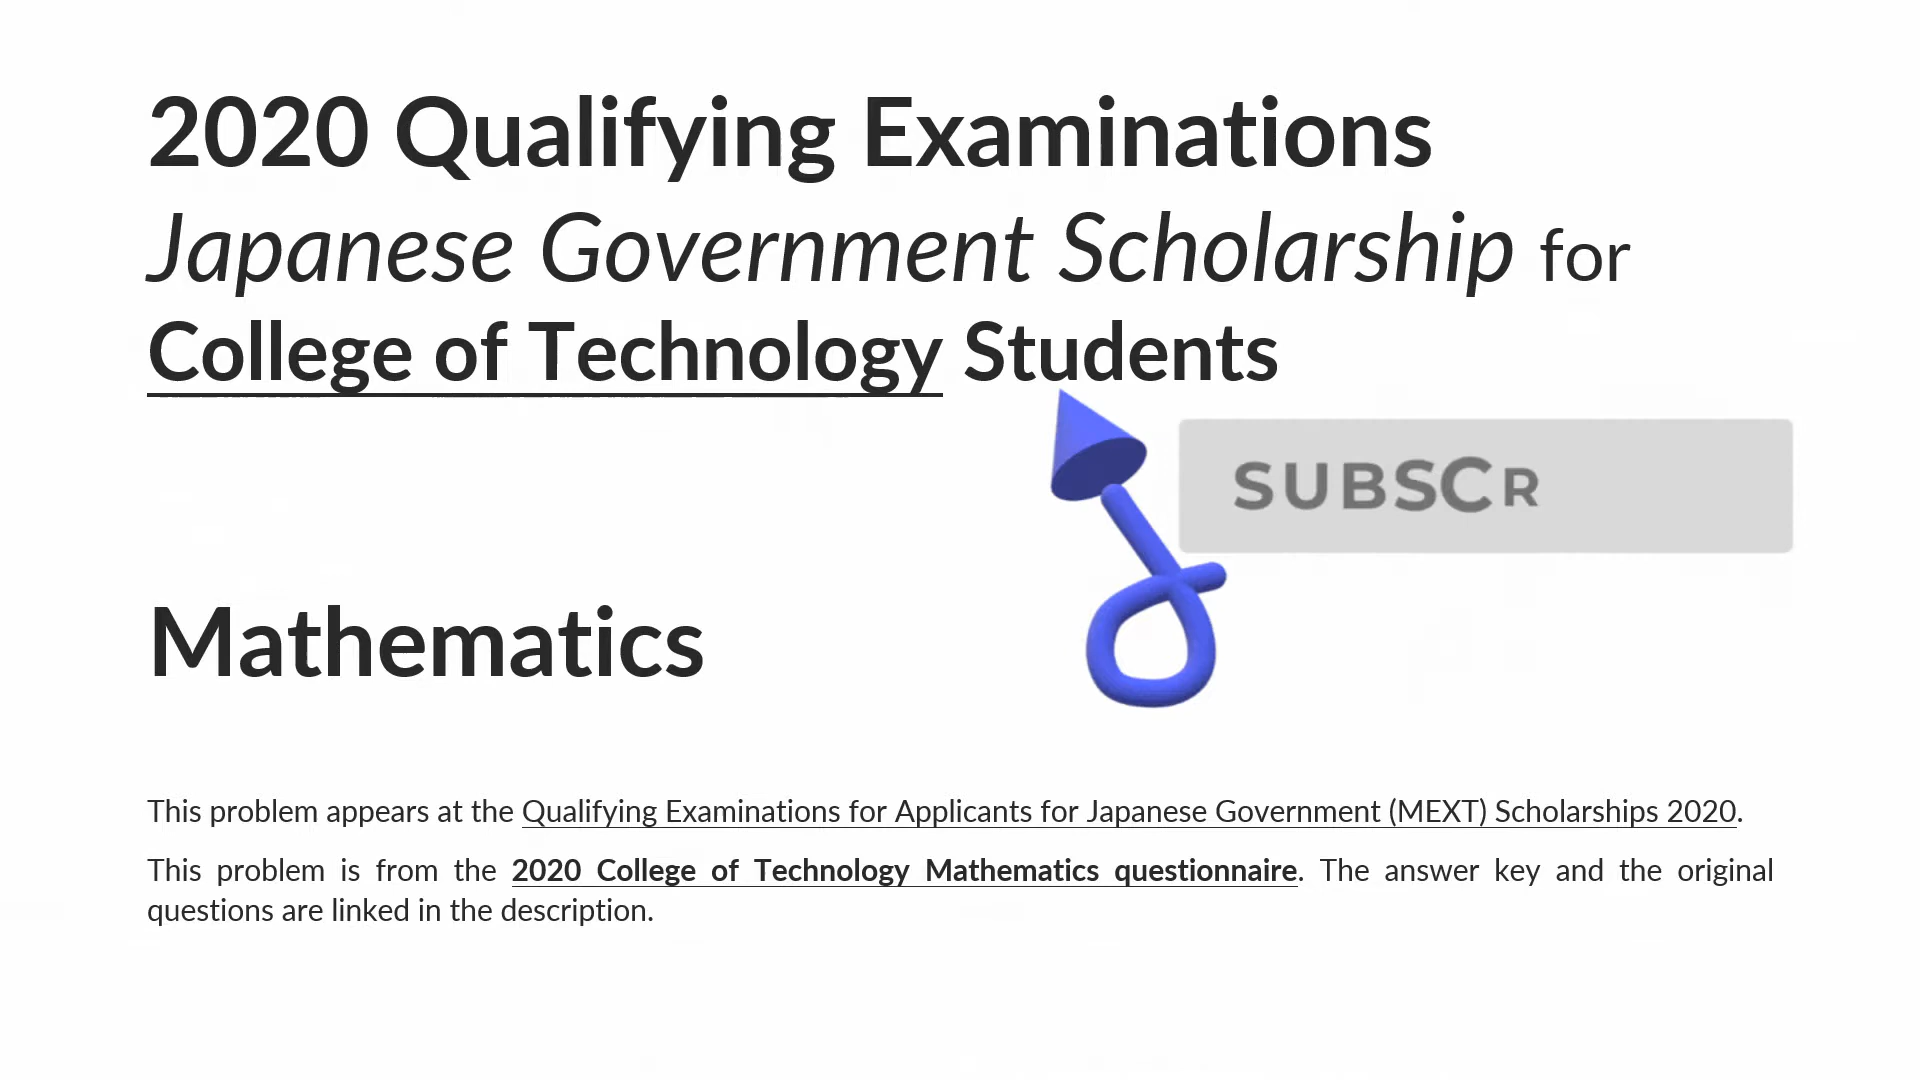 2020 Qualifying Examinations
Japanese Government Scholarship for
College of Technology Students
SUBSCR
Mathematics
This problem appears at the Qualifying Examinations for Applicants for Japanese Government (MEXT) Scholarships 2020.
This problem is from the 2020 College of Technology Mathematics questionnaire. The answer key and the original
questions are linked in the description.